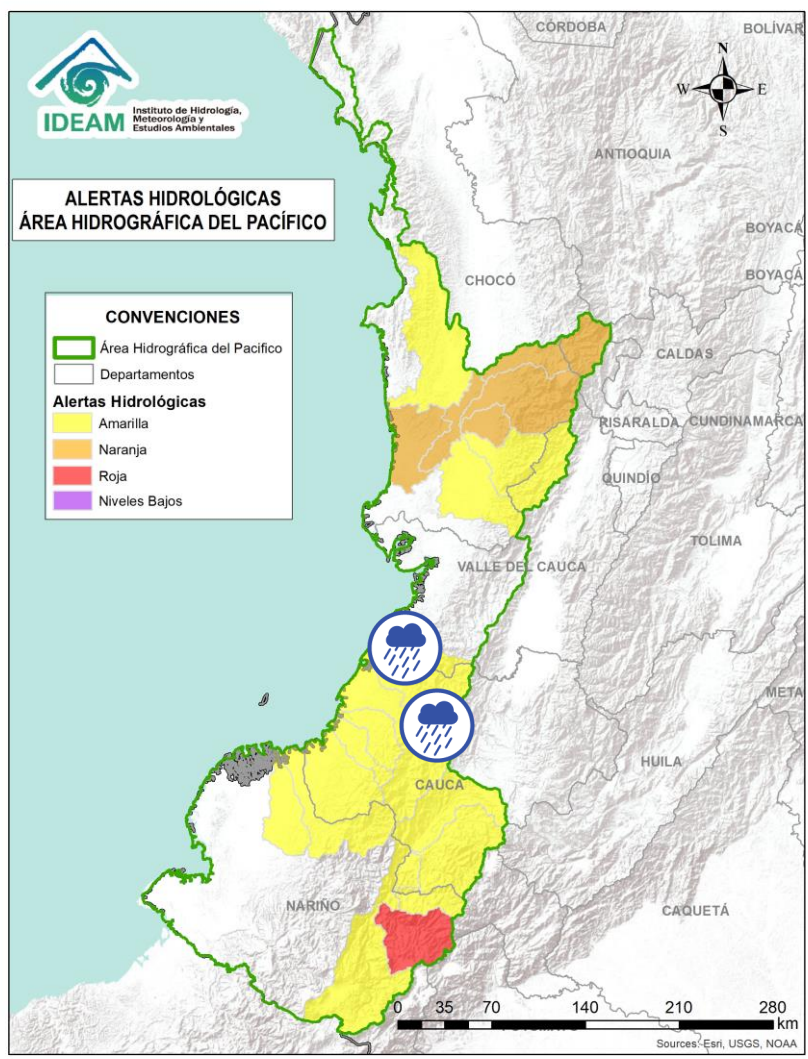 CÓRDOBA
BOLÍVAR
N
W
E
S
IDEAM
Instituto de Hidrología,
Meteorología y
Estudios Ambientales
ANTIOQUIA
ALERTAS HIDROLÓGICAS
ÁREA HIDROGRÁFICA DEL PACÍFICO
BOYACÁ
BOYACÁ
CHOCÓ
CONVENCIONES
Área Hidrográfica del Pacifico
Departamentos
Alertas Hidrológicas
Amarilla
Naranja
Roja
Niveles Bajos
CALDAS
RISARALDA
CUNDINAMARCA
QUINDÍO
TOLIMA
VALLE DEL CAUCA
META
HUILA
CAUCA
NARIÑO
CAQUETÁ
0 35 70 140 210 280
km
Sources: Esri, USGS, NOAA